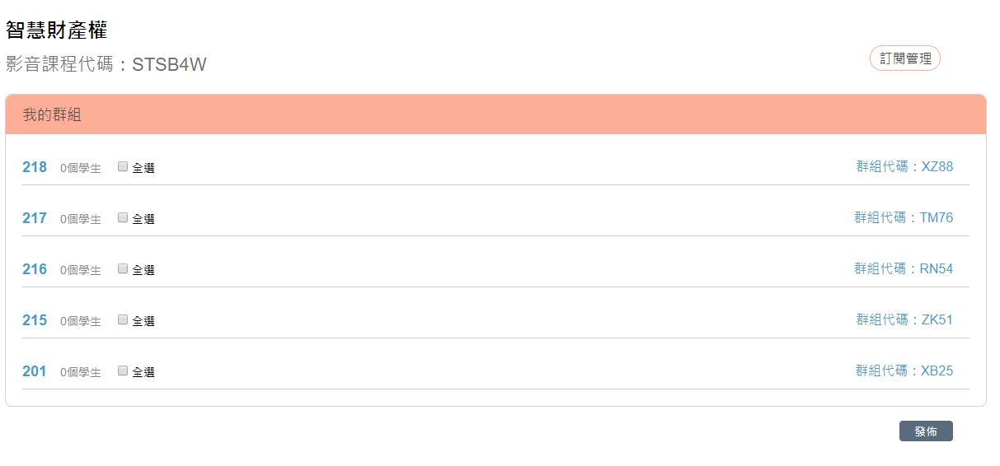 智慧財產權
影音課程代碼：STSB4W
訂閱管理
我的群組
218 0個學生 全選 群組代碼：XZ88
217 0個學生 全選 群組代碼：TM76
216 0個學生 全選 群組代碼：RN54
215 0個學生 全選 群組代碼：ZK51
201 0個學生 全選 群組代碼：XB25
發佈